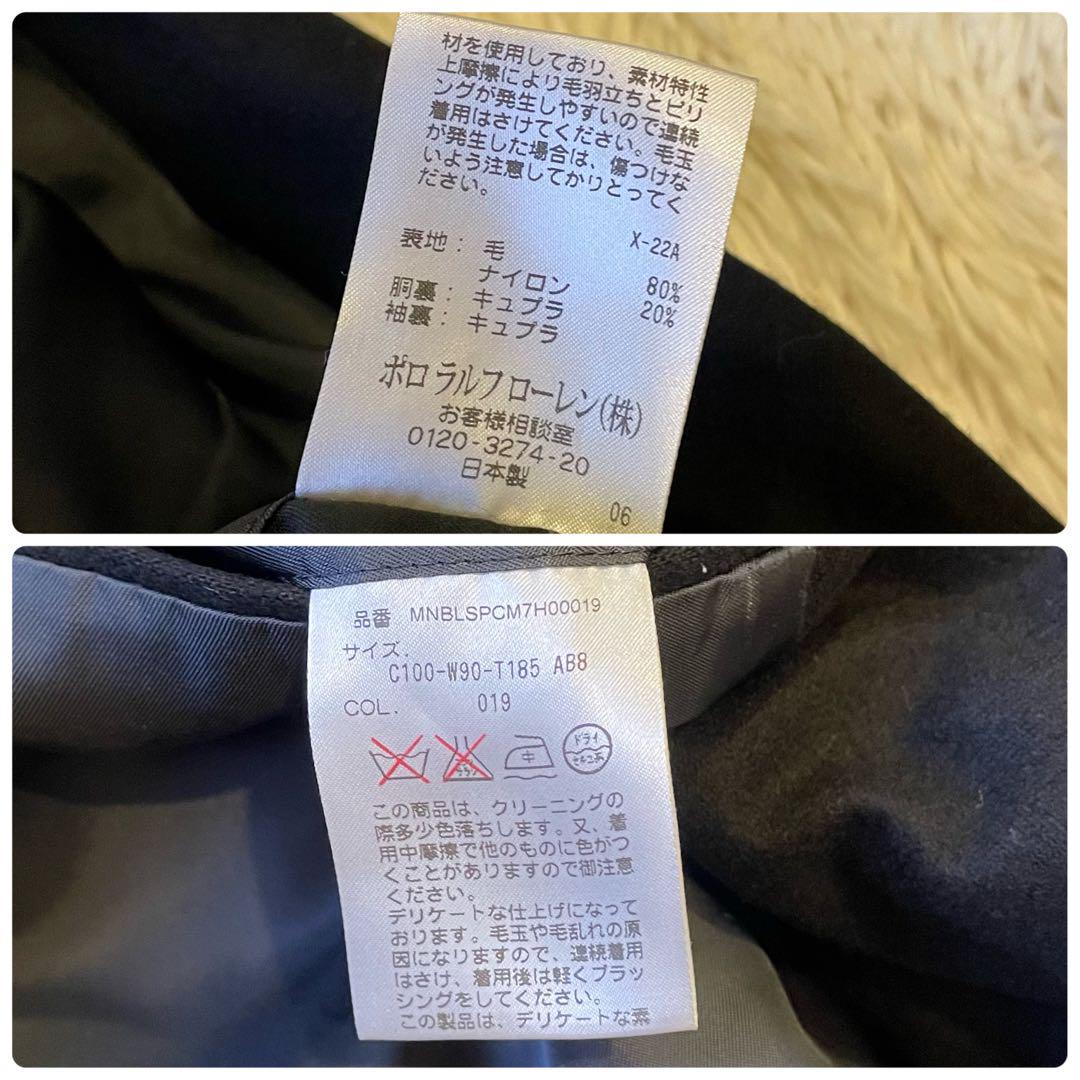 材を使用しており、素材特性
上摩擦により毛羽立ちとピリ
ングが発生しやすいので連続
着用はさけてください。毛玉
が発生した場合は、傷つけな
いよう注意してかりとってく
ださい。
X-22A
表地: 毛 80%
ナイロン 20%
胴裏: キュプラ
袖裏: キュプラ
ポロ ラルフ ローレン(株)
お客様相談室
0120-3274-20
日本製
06
品番 MNBLSPCM7H00019
サイズ.
C100-W90-T185 AB8
COL. 019
エンソ 中 ドライ
セキユ系
この商品は、クリーニングの
際多少色落ちします。又、着
用中摩擦で他のものに色がつ
くことがありますので御注意
ください。
デリケートな仕上げになって
おります。毛玉や毛乱れの原
因になりますので、連続着用
はさけ、着用後は軽くブラッ
シングをしてください。
この製品は、デリケートな素